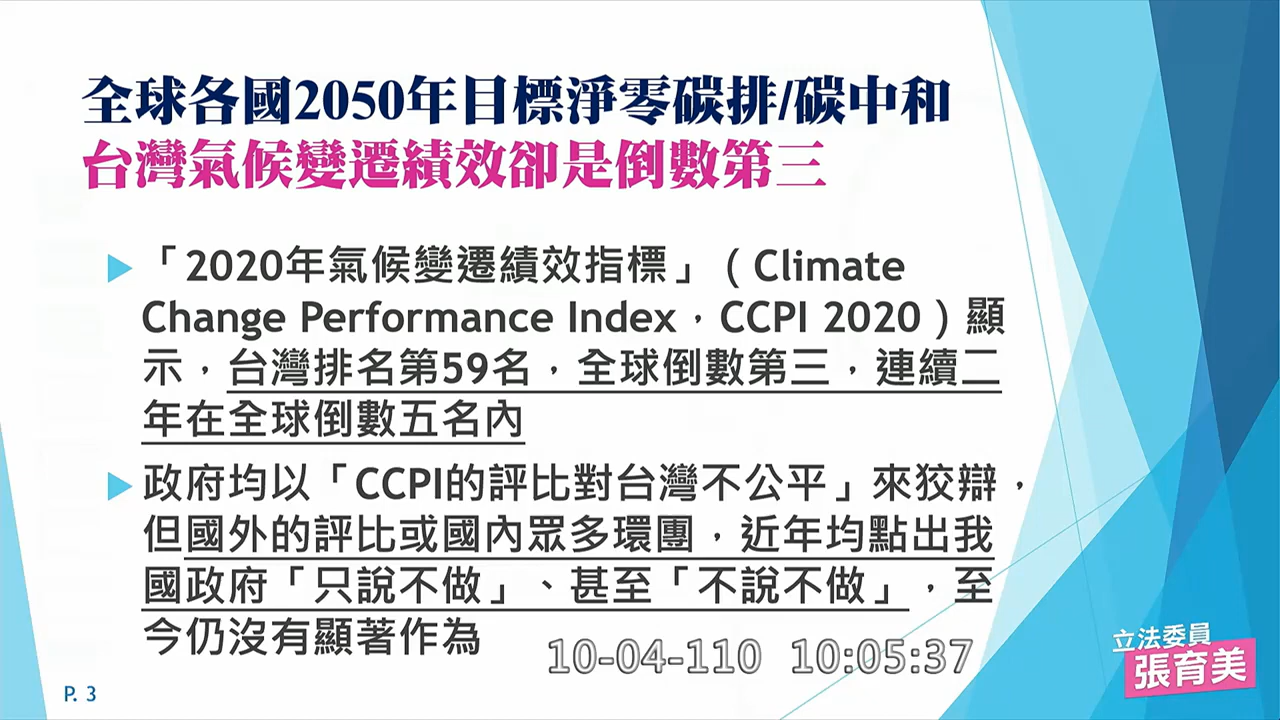 全球各國2050年目標淨零碳排/碳中和
台灣氣候變遷績效卻是倒數第三
「2020年氣候變遷績效指標」（Climate
Change Performance Index，CCPI 2020）顯
示，台灣排名第59名，全球倒數第三，連續二
年在全球倒數五名內
政府均以「CCPI的評比對台灣不公平」來狡辯，
但國外的評比或國內眾多環團，近年均點出我
國政府「只說不做」、甚至「不說不做」，至
今仍沒有顯著作為
10-04-110 10:05:37
立法委員
張育美
P. 3